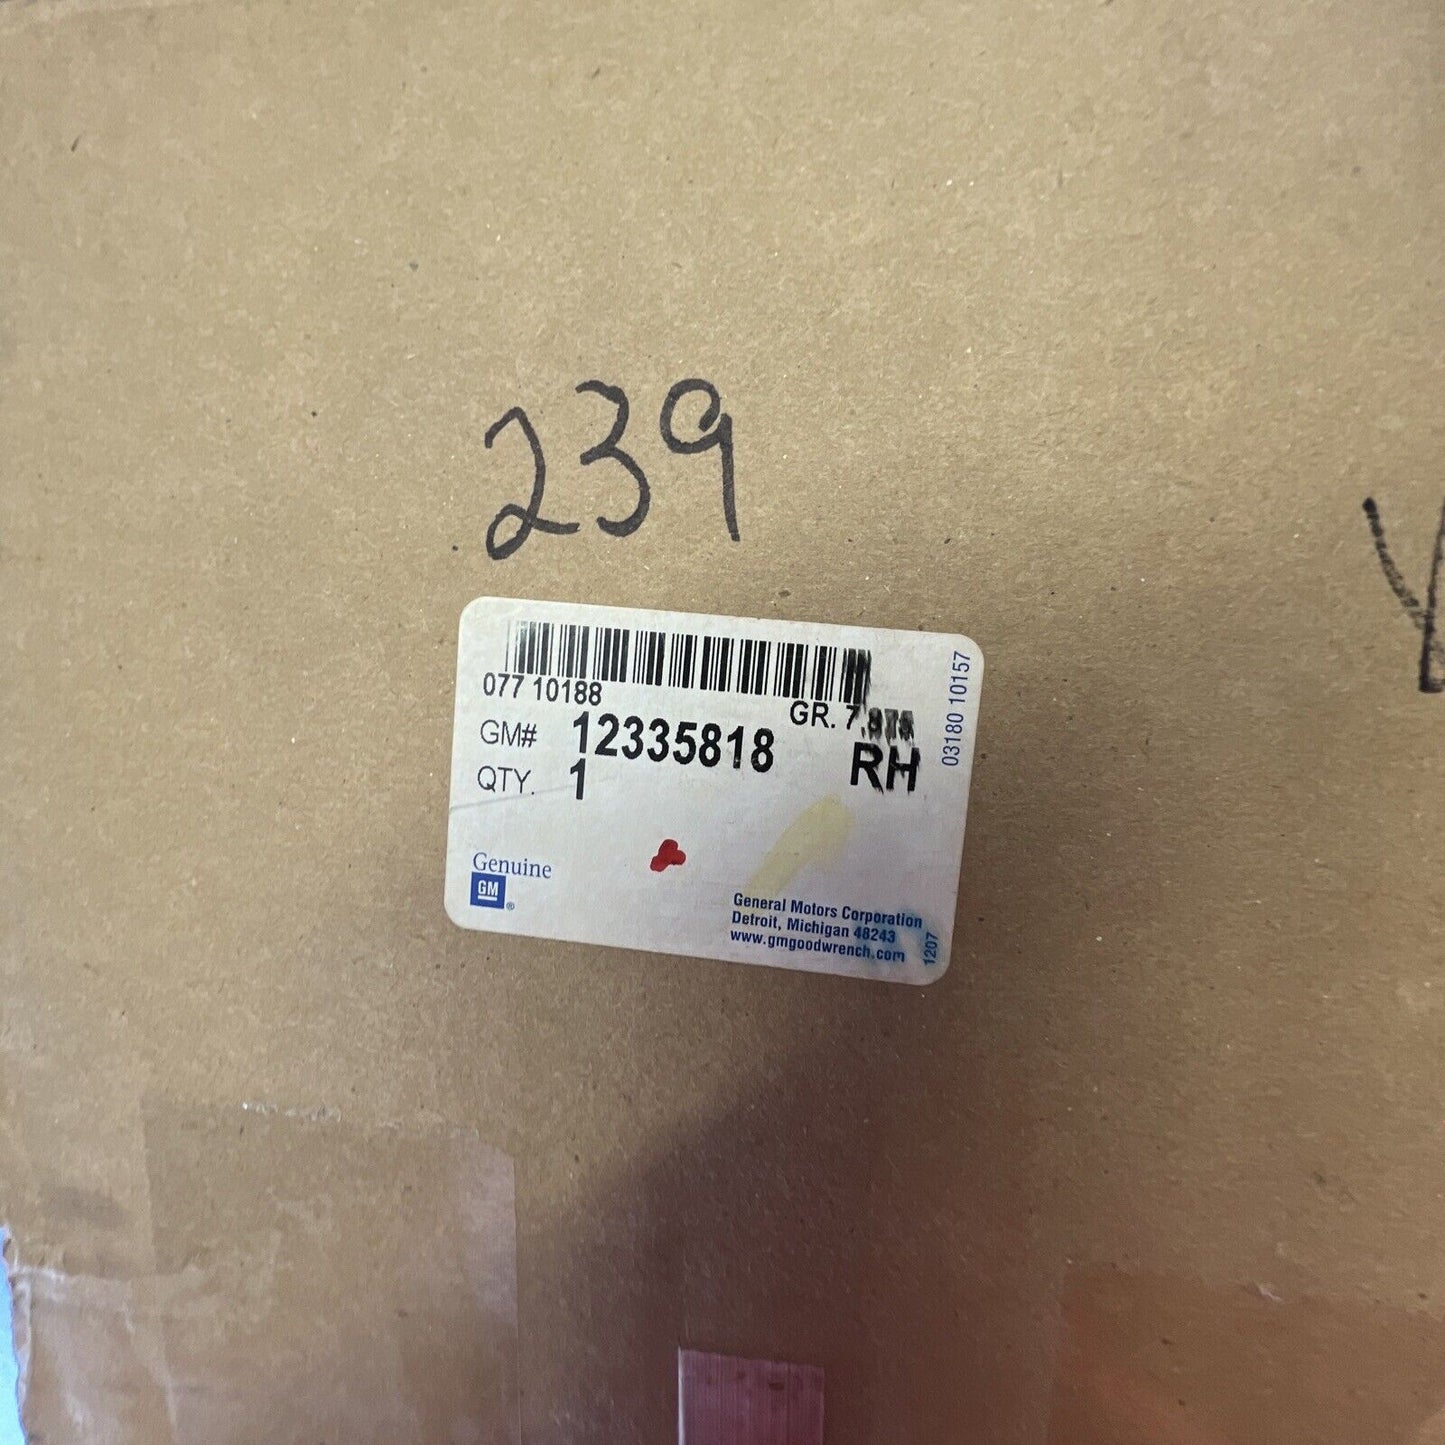 239
077 10188
GR. 7.875
GM# 12335818
RH
QTY. 1
03180 10157
Genuine
GM
®
General Motors Corporation
Detroit, Michigan 48243
www.gmgoodwrench.com
1207